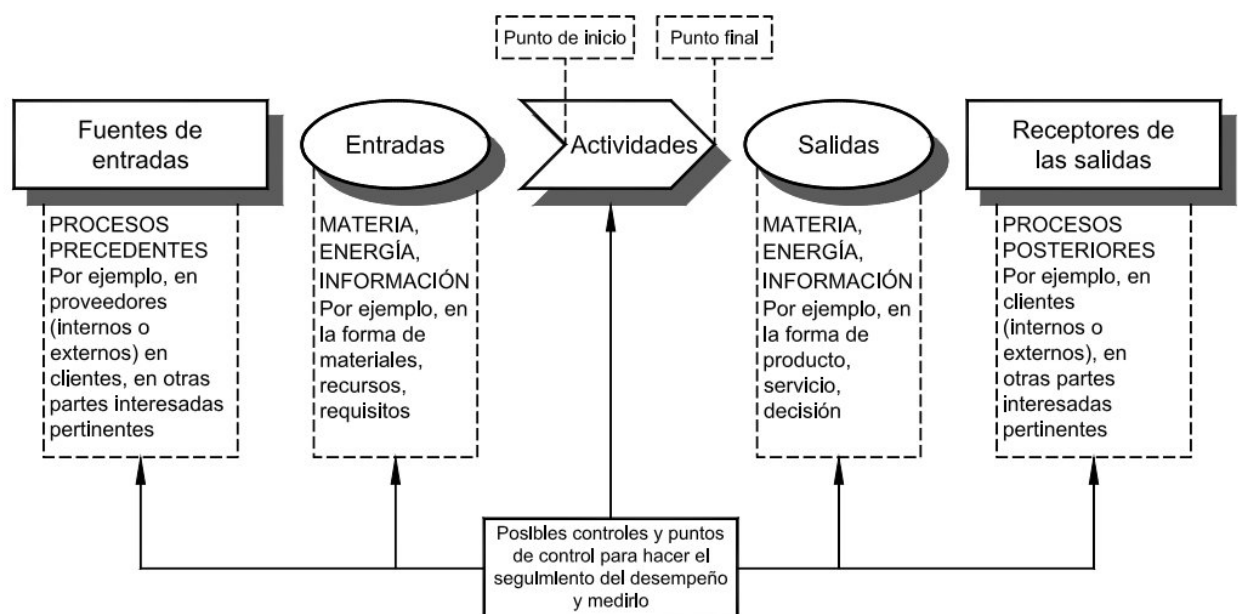 Punto de inicio
Punto final
Fuentes de
entradas
Entradas
Actividades
Salidas
Receptores de
las salidas
PROCESOS
PRECEDENTES
Por ejemplo, en
proveedores
(internos o
externos) en
clientes, en otras
partes interesadas
pertinentes
MATERIA,
ENERGÍA,
INFORMACIÓN
Por ejemplo, en
la forma de
materiales,
recursos,
requisitos
MATERIA,
ENERGÍA,
INFORMACIÓN
Por ejemplo, en
la forma de
producto,
servicio,
decisión
PROCESOS
POSTERIORES
Por ejemplo, en
clientes
(internos o
externos), en
otras partes
interesadas
pertinentes
Posibles controles y puntos
de control para hacer el
seguimiento del desempeño
y medirlo